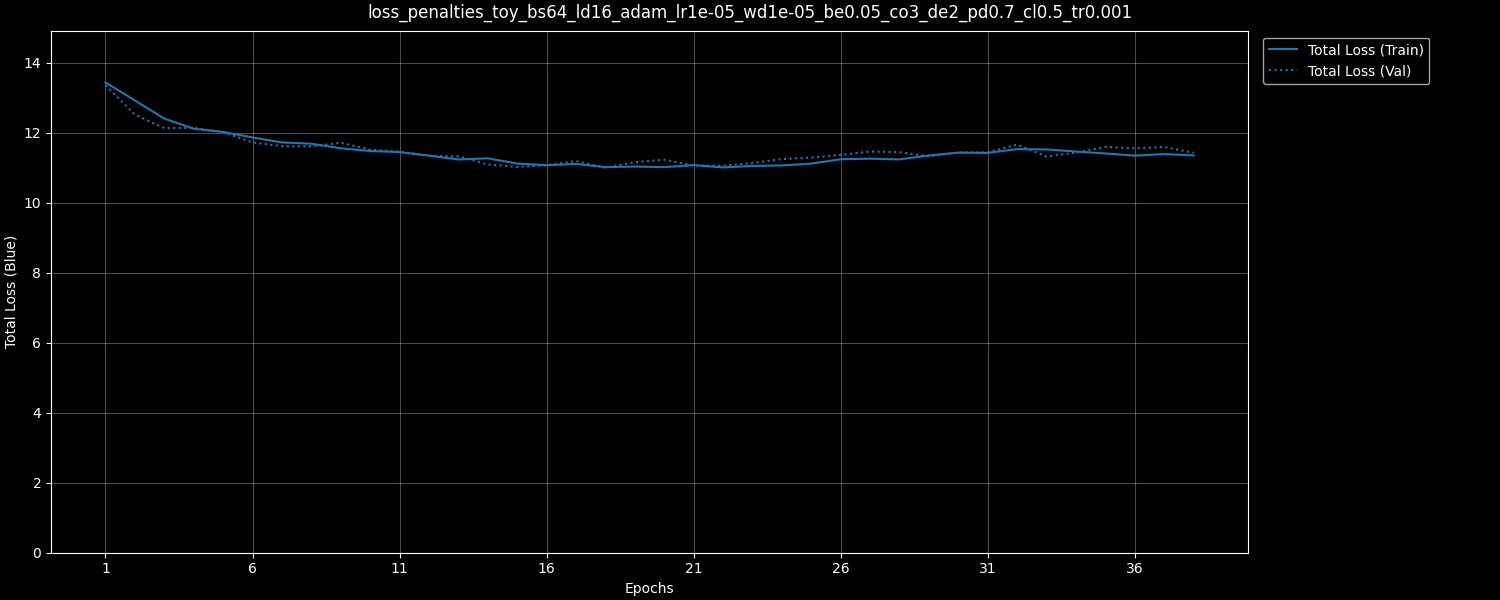 loss_penalties_toy_bs64_ld16_adam_lr1e-05_wd1e-05_be0.05_co3_de2_pd0.7_cl0.5_tr0.001
Total Loss (Train)
Total Loss (Val)
Total Loss (Blue)
14
12
10
8
6
4
2
0
1 6 11 16 21 26 31 36
Epochs